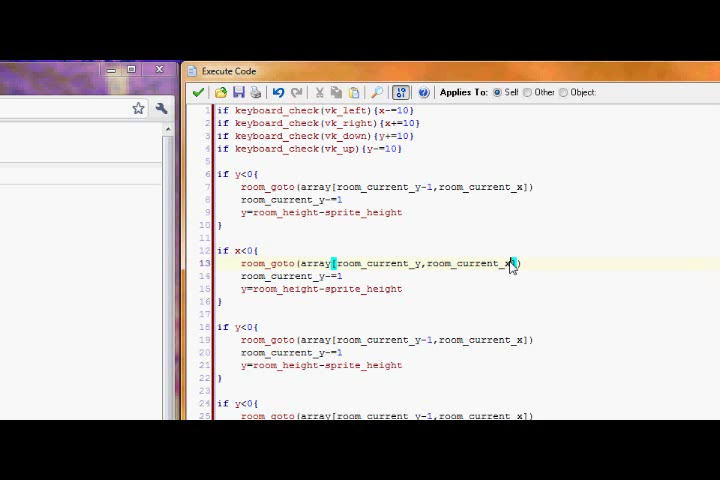 Execute Code
Applies To: Self Other Object:
1 if keyboard_check(vk_left){x-=10}
2 if keyboard_check(vk_right){x+=10}
3 if keyboard_check(vk_down){y+=10}
4 if keyboard_check(vk_up){y-=10}
5
6 if y<0{
7 room_goto(array[room_current_y-1,room_current_x])
8 room_current_y-=1
9 y=room_height-sprite_height
10 }
11
12 if x<0{
13 room_goto(array[room_current_y,room_current_x])
14 room_current_y-=1
15 y=room_height-sprite_height
16 }
17
18 if y<0{
19 room_goto(array[room_current_y-1,room_current_x])
20 room_current_y-=1
21 y=room_height-sprite_height
22 }
23
24 if y<0{
25 room_goto(array[room_current_y-1,room_current_x])